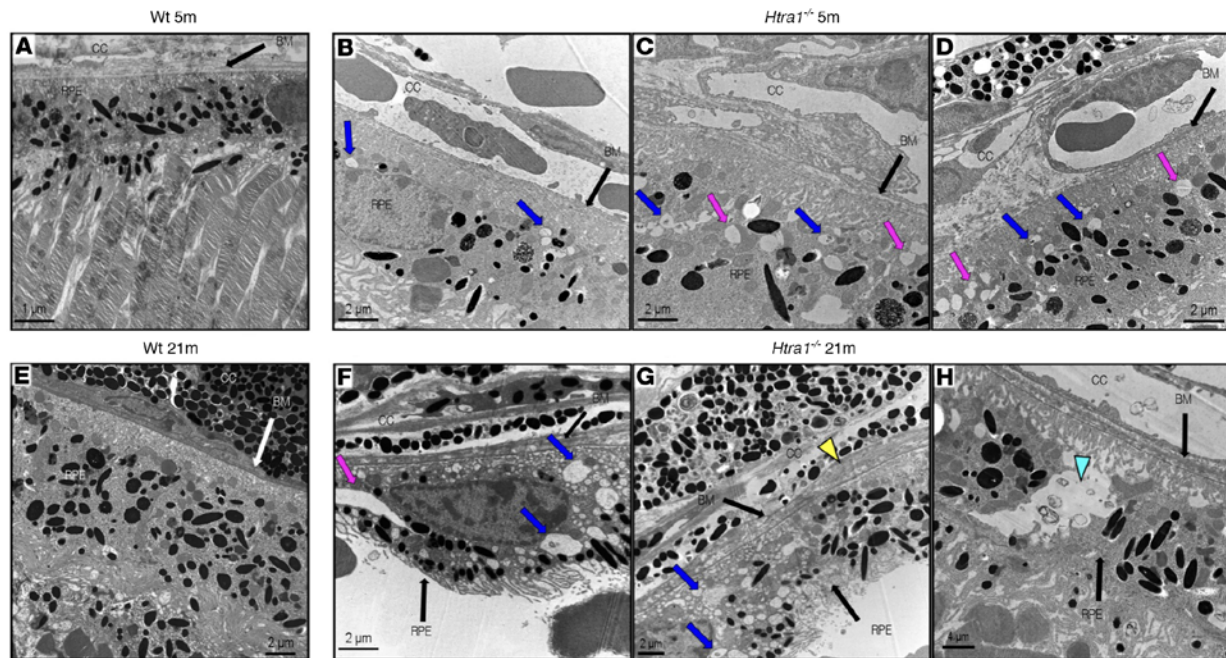 Wt 5m
Htra1-/- 5m
A
CC
BM
RPE
1 µm
B
BM
RPE
2 µm
C
CC
BM
RPE
2 µm
D
BM
CC
RPE
2 µm
Wt 21m
Htra1-/- 21m
E
CC
BM
RPE
2 µm
F
CC
BM
RPE
2 µm
G
CC
BM
RPE
2 µm
H
CC
BM
RPE
4 µm